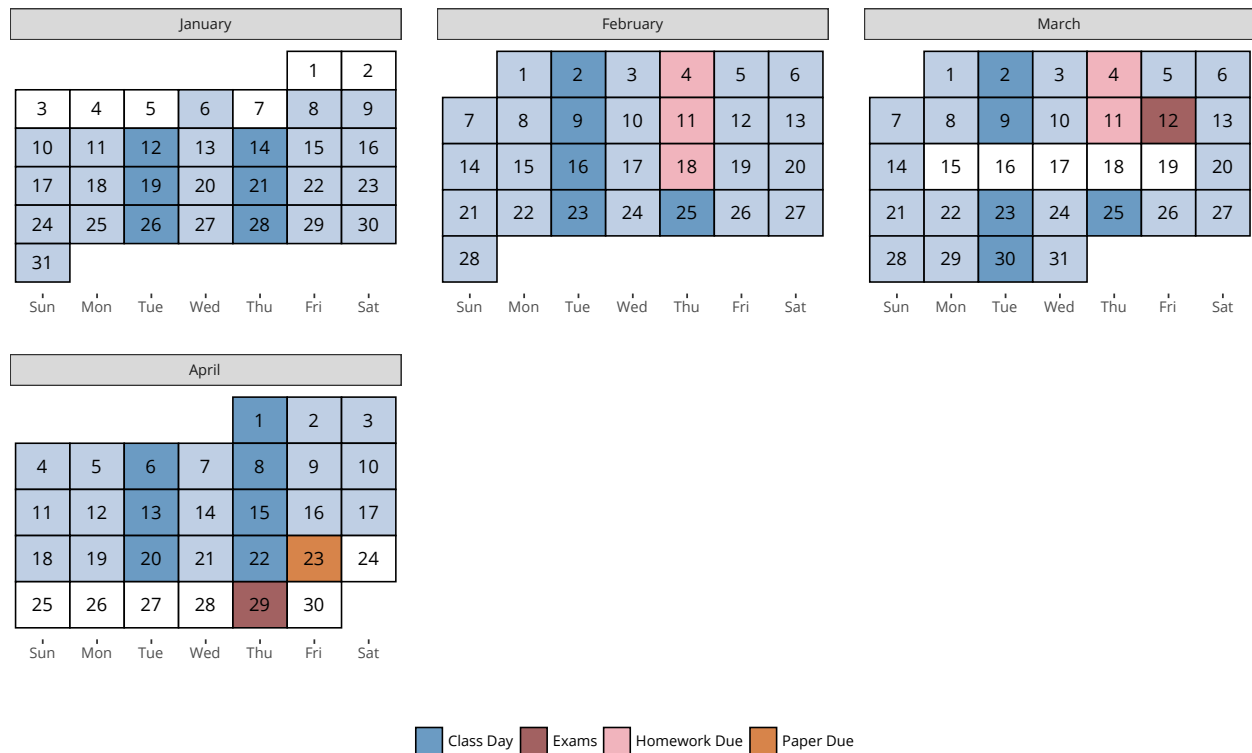 January
1 2
3 4 5 6 7 8 9
10 11 12 13 14 15 16
17 18 19 20 21 22 23
24 25 26 27 28 29 30
31
Sun Mon Tue Wed Thu Fri Sat
February
1 2 3 4 5 6
7 8 9 10 11 12 13
14 15 16 17 18 19 20
21 22 23 24 25 26 27
28
Sun Mon Tue Wed Thu Fri Sat
March
1 2 3 4 5 6
7 8 9 10 11 12 13
14 15 16 17 18 19 20
21 22 23 24 25 26 27
28 29 30 31
Sun Mon Tue Wed Thu Fri Sat
April
1 2 3
4 5 6 7 8 9 10
11 12 13 14 15 16 17
18 19 20 21 22 23 24
25 26 27 28 29 30
Sun Mon Tue Wed Thu Fri Sat
Class Day Exams Homework Due Paper Due